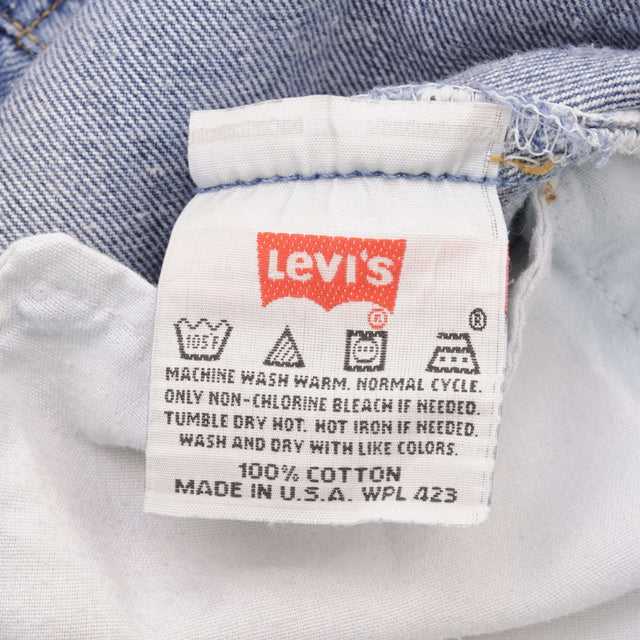 Levi's
®
®
105F
MACHINE WASH WARM. NORMAL CYCLE.
ONLY NON-CHLORINE BLEACH IF NEEDED.
TUMBLE DRY HOT. HOT IRON IF NEEDED.
WASH AND DRY WITH LIKE COLORS.
100% COTTON
MADE IN U.S.A. WPL 423